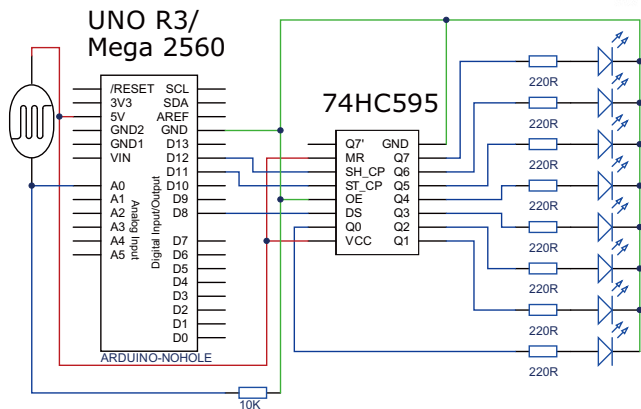 UNO R3/
Mega 2560
/RESET
3V3
5V
GND2
GND1
VIN
A0
A1
A2
A3
A4
A5
Analog Input
Digital Input/Output
SCL
SDA
AREF
GND
D13
D12
D11
D10
D9
D8
D7
D6
D5
D4
D3
D2
D1
D0
ARDUINO-NOHOLE
10K
74HC595
Q7'
MR
SH_CP
ST_CP
OE
DS
Q0
VCC
GND
Q7
Q6
Q5
Q4
Q3
Q2
Q1
220R
220R
220R
220R
220R
220R
220R
220R